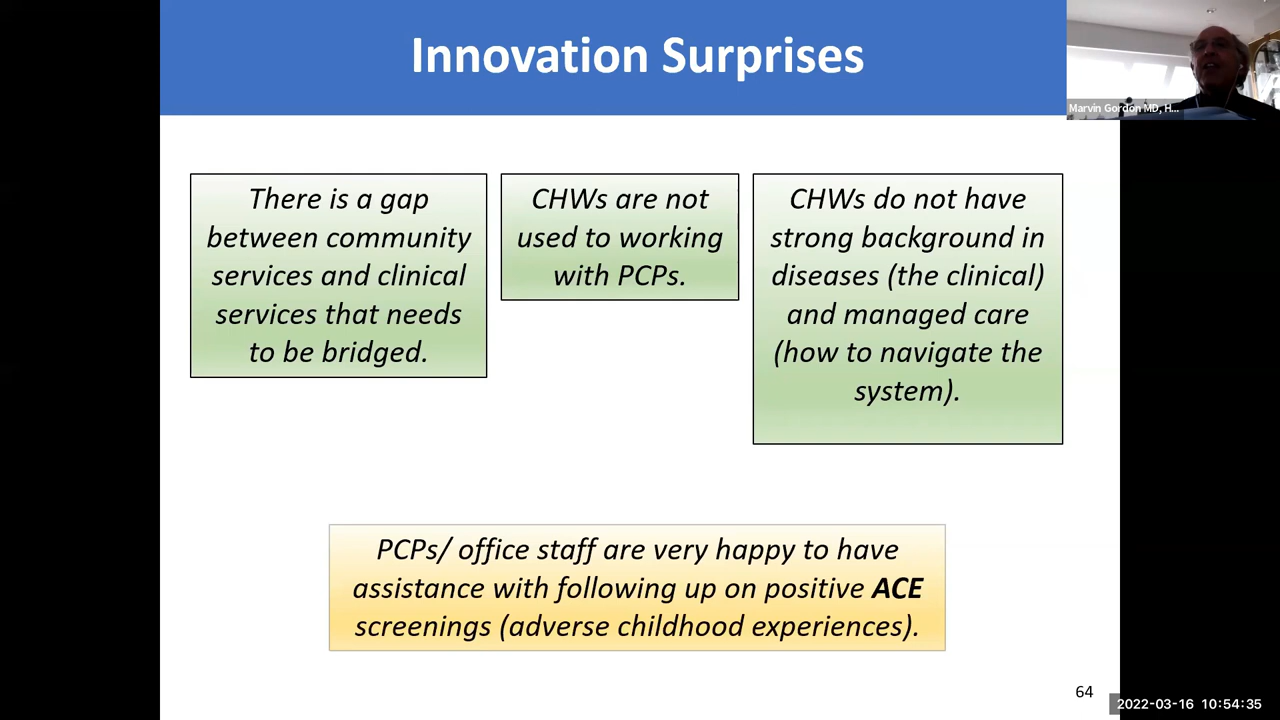 Innovation Surprises
Marvin Gordon MD, H...
There is a gap
between community
services and clinical
services that needs
to be bridged.
CHWs are not
used to working
with PCPs.
CHWs do not have
strong background in
diseases (the clinical)
and managed care
(how to navigate the
system).
PCPs/ office staff are very happy to have
assistance with following up on positive ACE
screenings (adverse childhood experiences).
64
2022-03-16 10:54:35